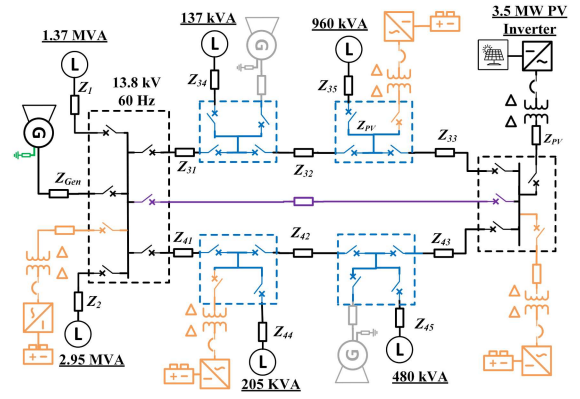 1.37 MVA
137 kVA
960 kVA
3.5 MW PV
Inverter
L
L
L
G
Z1
13.8 kV
60 Hz
Z34
Z35
Δ
Δ
Δ
Δ
G
ZPV
ZPV
Z31
Z32
Z33
ZGen
Z41
Z42
Z43
Δ
Δ
Z2
Δ
Δ
Z44
Z45
Δ
Δ
L
L
G
L
2.95 MVA
205 KVA
480 kVA